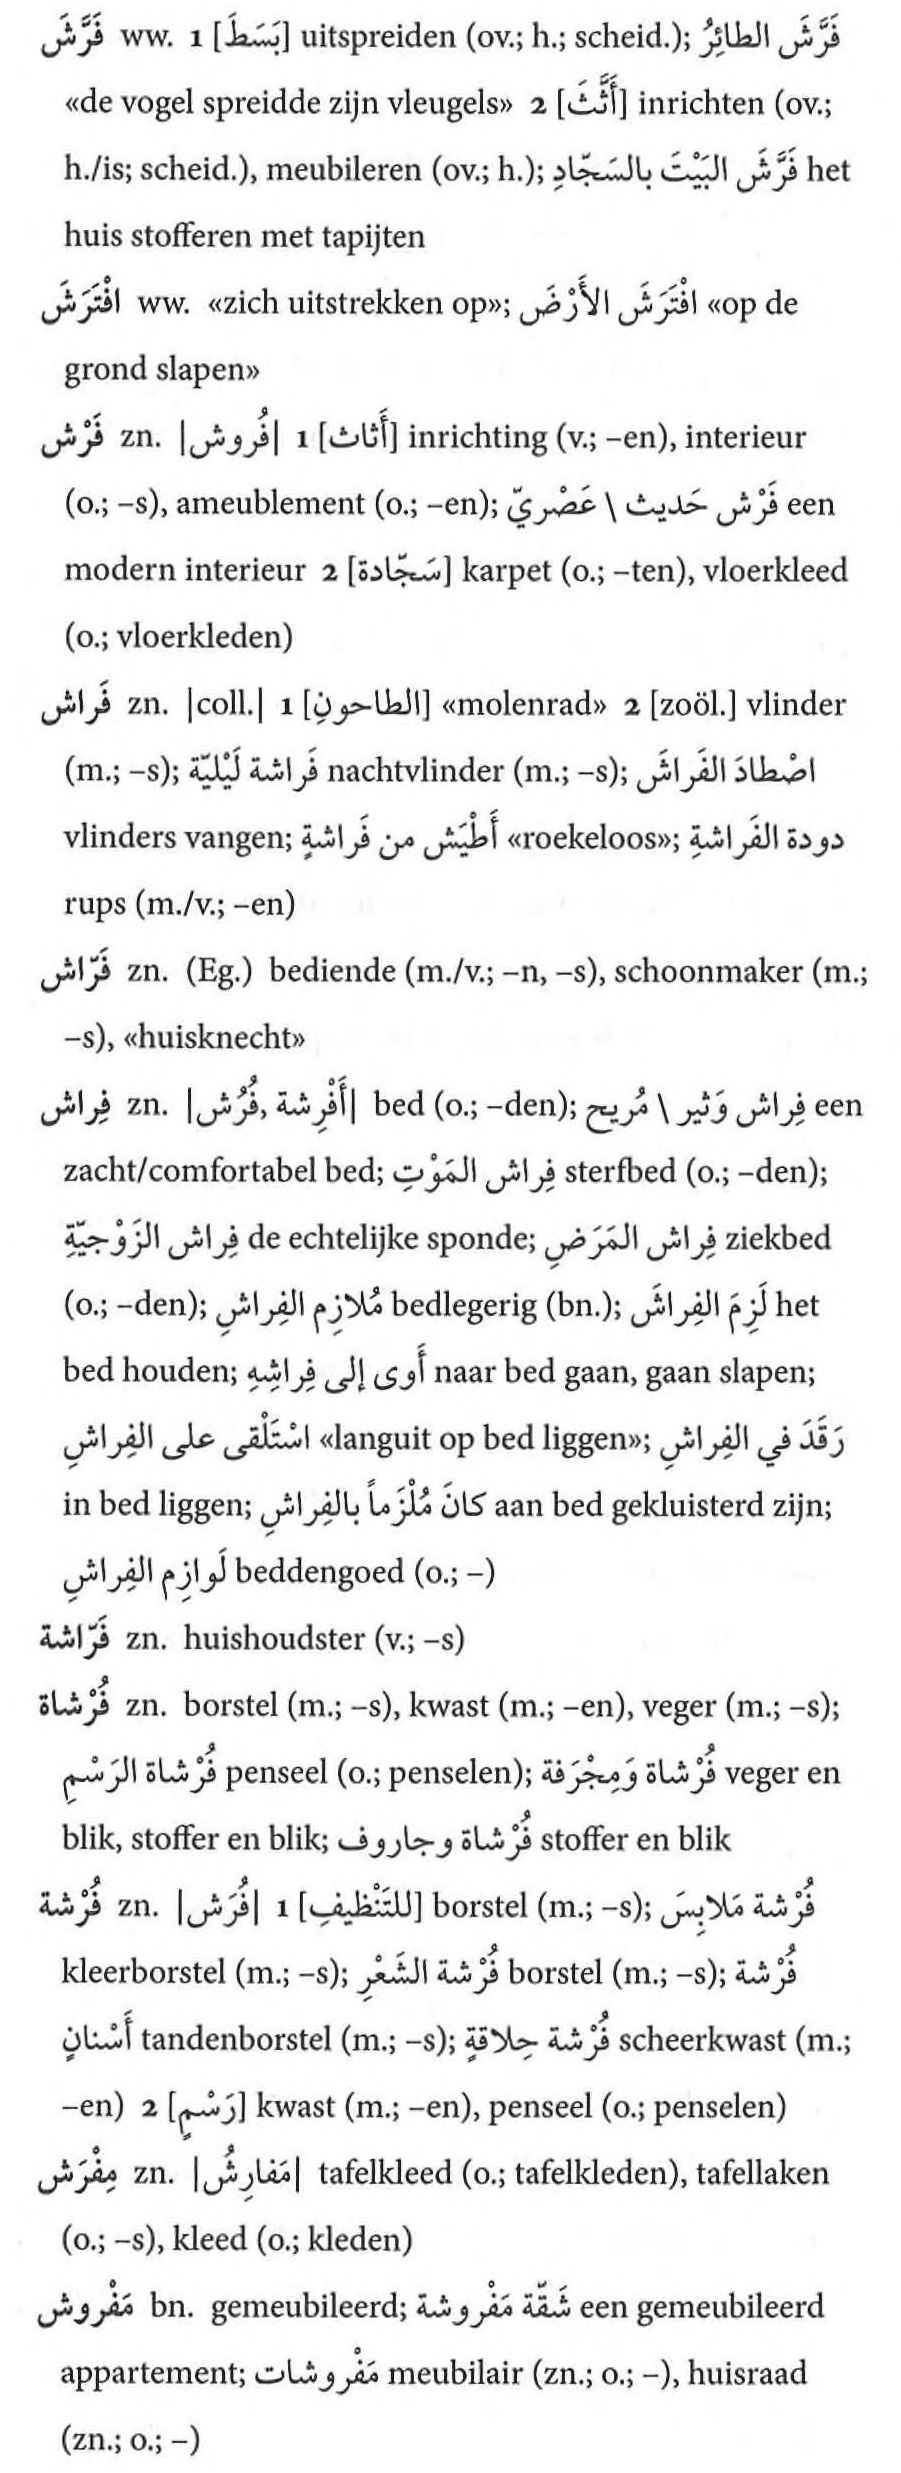 فَرَّشَ ww. 1 [بَسَطَ] uitspreiden (ov.; h.; scheid.); فَرَّشَ الطائِرُ
«de vogel spreidde zijn vleugels» 2 [أَثَّثَ] inrichten (ov.;
h./is; scheid.), meubileren (ov.; h.); فَرَّشَ البَيْتَ بالسَجّادِ het
huis stofferen met tapijten
افْتَرَشَ ww. «zich uitstrekken op»; افْتَرَشَ الأَرْضَ «op de
grond slapen»
فَرْش zn. |فُروش| 1 [أَثاث] inrichting (v.; –en), interieur
(o.; –s), ameublement (o.; –en); فَرْش حَديث \ عَصْرِيّ een
modern interieur 2 [سَجّادة] karpet (o.; –ten), vloerkleed
(o.; vloerkleden)
فَراش zn. |coll.| 1 [الطاحونِ] «molenrad» 2 [zoöl.] vlinder
(m.; –s); فَراشة لَيْليّة nachtvlinder (m.; –s); اصْطادَ الفَراشَ
vlinders vangen; أَطْيَش من فَراشةٍ «roekeloos»; دودة الفَراشةِ
rups (m./v.; –en)
فَرّاش zn. (Eg.) bediende (m./v.; –n, –s), schoonmaker (m.;
–s), «huisknecht»
فِراش zn. |أَفْرِشة ,فُرُش| bed (o.; –den); فِراش وَثير \ مُريح een
zacht/comfortabel bed; فِراش المَوْتِ sterfbed (o.; –den);
فِراش الزَوْجيّةِ de echtelijke sponde; فِراش المَرَضِ ziekbed
(o.; –den); مُلازِم الفِراشِ bedlegerig (bn.); لَزِمَ الفِراشَ het
bed houden; أَوى إلى فِراشِهِ naar bed gaan, gaan slapen;
اسْتَلْقى على الفِراشِ «languit op bed liggen»; رَقَدَ في الفِراشِ
in bed liggen; كانَ مُلْزَماً بالفِراشِ aan bed gekluisterd zijn;
لَوازِم الفِراشِ beddengoed (o.; –)
فَرّاشة zn. huishoudster (v.; –s)
فُرْشاة zn. borstel (m.; –s), kwast (m.; –en), veger (m.; –s);
فُرْشاة الرَسْمِ penseel (o.; penselen); فُرْشاة وَمِجْرَفة veger en
blik, stoffer en blik; فُرْشاة وجاروف stoffer en blik
فُرْشة zn. |فُرَش| 1 [للتَنْظيفِ] borstel (m.; –s); فُرْشة مَلابِسَ
kleerborstel (m.; –s); فُرْشة الشَعْرِ borstel (m.; –s); فُرْشة
أَسْنانٍ tandenborstel (m.; –s); فُرْشة حِلاقةٍ scheerkwast (m.;
–en) 2 [رَسْمٍ] kwast (m.; –en), penseel (o.; penselen)
مِفْرَش zn. |مَفارِشُ| tafelkleed (o.; tafelkleden), tafellaken
(o.; –s), kleed (o.; kleden)
مَفْروش bn. gemeubileerd; شَقّة مَفْروشة een gemeubileerd
appartement; مَفْروشات meubilair (zn.; o.; –), huisraad
(zn.; o.; –)